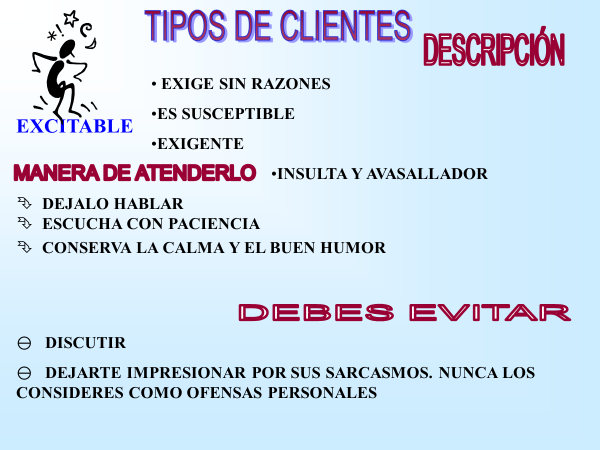 TIPOS DE CLIENTES
DESCRIPCIÓN
• EXIGE SIN RAZONES
•ES SUSCEPTIBLE
EXCITABLE
•EXIGENTE
MANERA DE ATENDERLO
•INSULTA Y AVASALLADOR
DEJALO HABLAR
ESCUCHA CON PACIENCIA
CONSERVA LA CALMA Y EL BUEN HUMOR
DEBES EVITAR
DISCUTIR
DEJARTE IMPRESIONAR POR SUS SARCASMOS. NUNCA LOS
CONSIDERES COMO OFENSAS PERSONALES